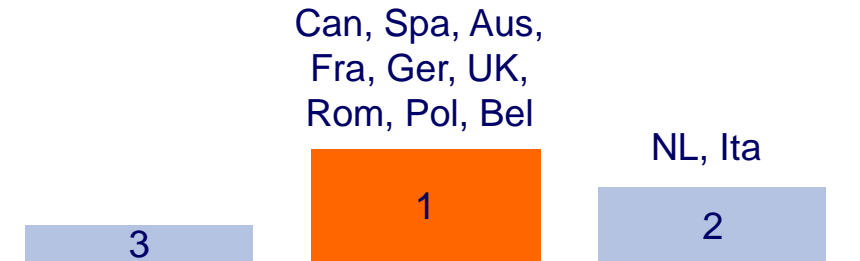 Can, Spa, Aus,
Fra, Ger, UK,
Rom, Pol, Bel
NL, Ita
3
1
2